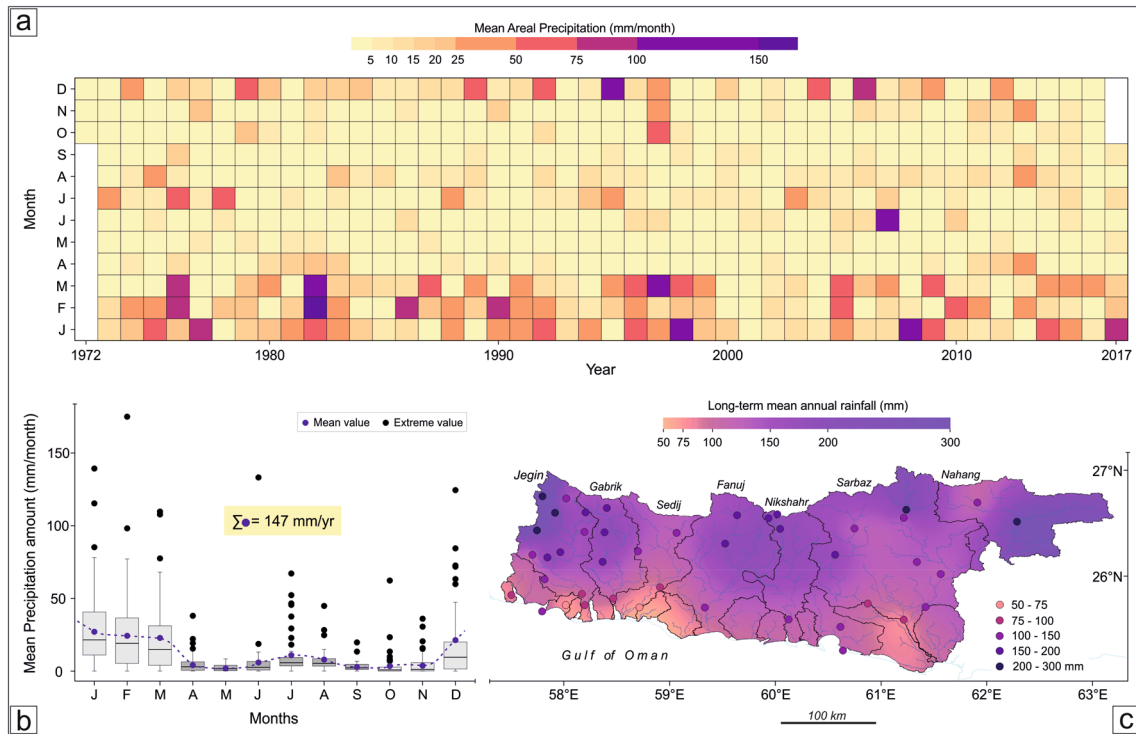 a
Mean Areal Precipitation (mm/month)
5 10 15 20 25 50 75 100 150
Month
D
N
O
S
A
J
J
M
A
M
F
J
1972 1980 1990 2000 2010 2017
Year
Mean Precipitation amount (mm/month)
150
100
50
0
Mean value Extreme value
∑ = 147 mm/yr
J F M A M J J A S O N D
Months
b
Long-term mean annual rainfall (mm)
50 75 100 150 200 300
Jegin
Gabrik
Sedij
Fanuj
Nikshahr
Sarbaz
Nahang
27°N
26°N
50 - 75
75 - 100
100 - 150
150 - 200
200 - 300 mm
Gulf of Oman
58°E 59°E 60°E 61°E 62°E 63°E
100 km
c